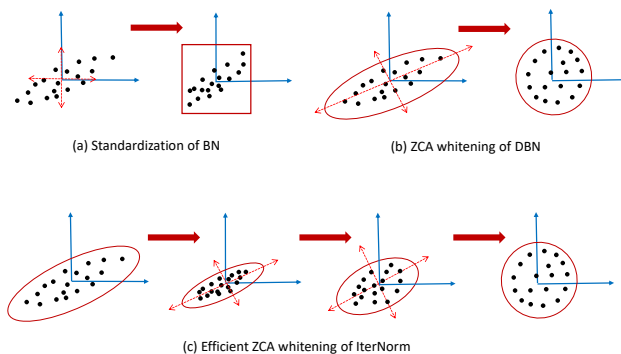 (a) Standardization of BN
(b) ZCA whitening of DBN
(c) Efficient ZCA whitening of IterNorm